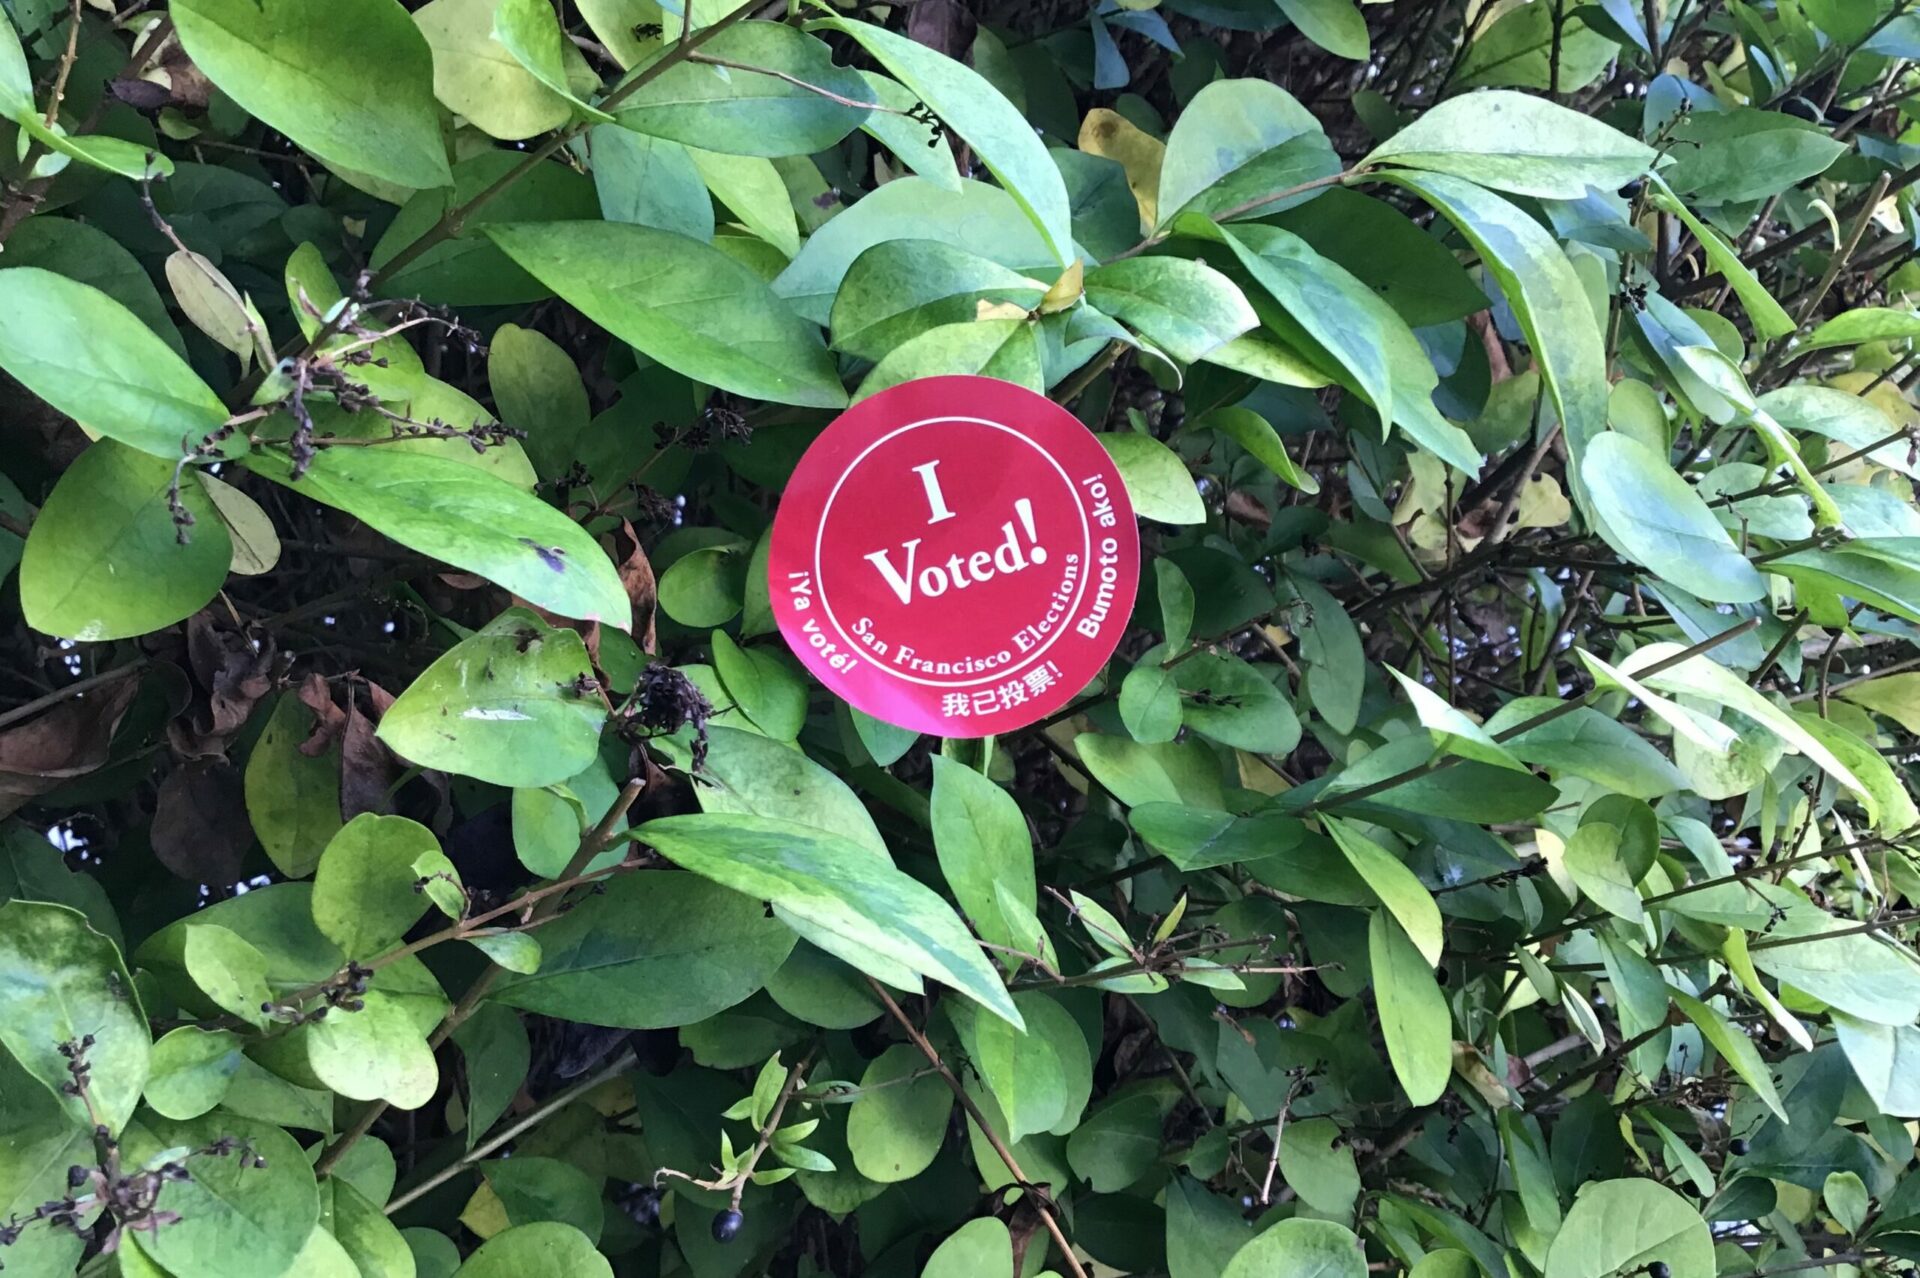 I
Voted!
San Francisco Elections
¡Ya voté!
我已投票!
Bumoto ako!